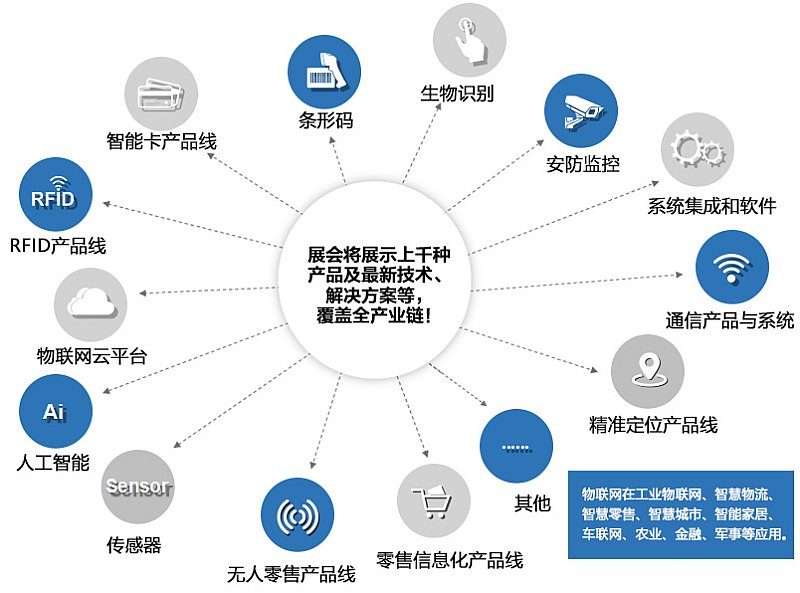 生物识别
条形码
智能卡产品线
安防监控
RFID
RFID产品线
系统集成和软件
展会将展示上千种
产品及最新技术、
解决方案等，
覆盖全产业链！
通信产品与系统
物联网云平台
精准定位产品线
Ai
人工智能
Sensor
传感器
......
其他
无人零售产品线
零售信息化产品线
物联网在工业物联网、智慧物流、
智慧零售、智慧城市、智能家居、
车联网、农业、金融、军事等应用。